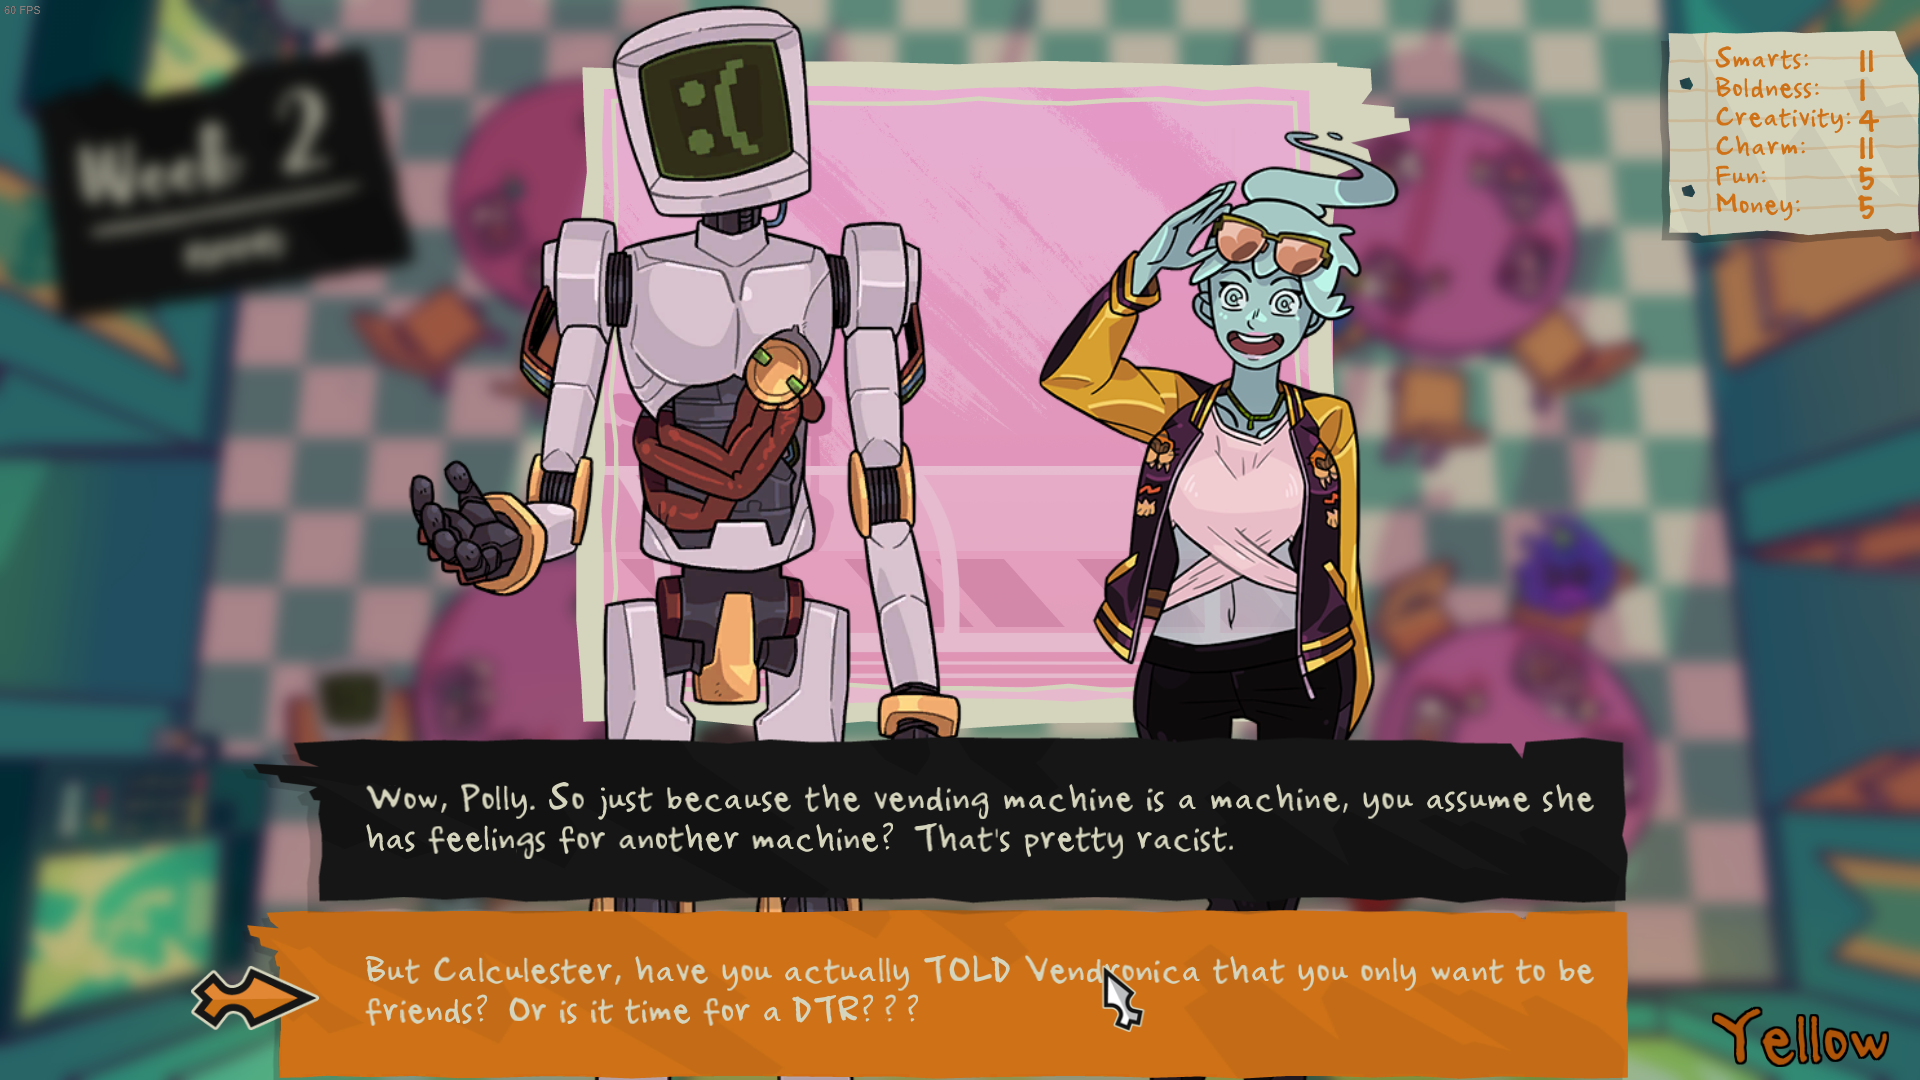 60 FPS
Week 2
noon
Smarts: 11
Boldness: 1
Creativity: 4
Charm: 11
Fun: 5
Money: 5
Wow, Polly. So just because the vending machine is a machine, you assume she
has feelings for another machine? That's pretty racist.
But Calculester, have you actually TOLD Vendronica that you only want to be
friends? Or is it time for a DTR???
Yellow